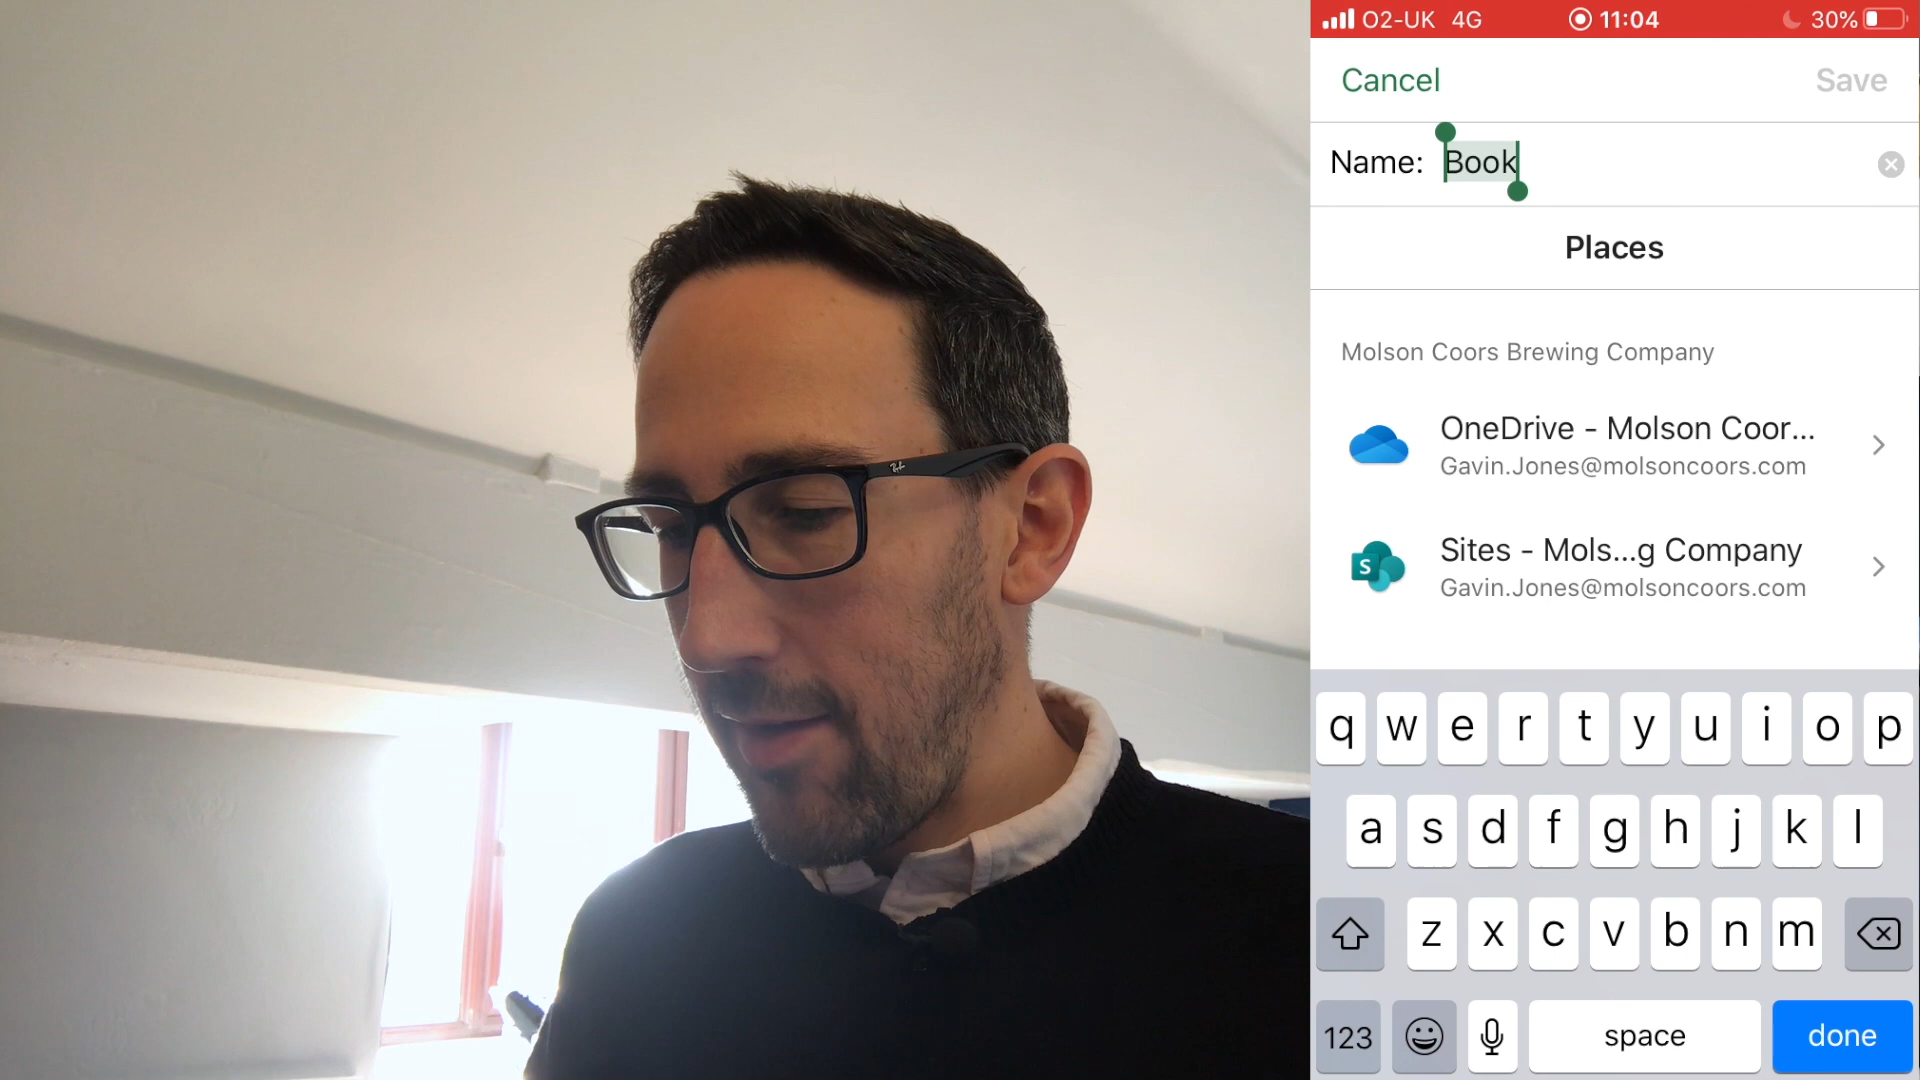 O2-UK 4G 11:04 30%
Cancel Save
Name: Book
Places
Molson Coors Brewing Company
OneDrive - Molson Coor...
Gavin.Jones@molsoncoors.com
S
Sites - Mols...g Company
Gavin.Jones@molsoncoors.com
q w e r t y u i o p
a s d f g h j k l
z x c v b n m
123 space done